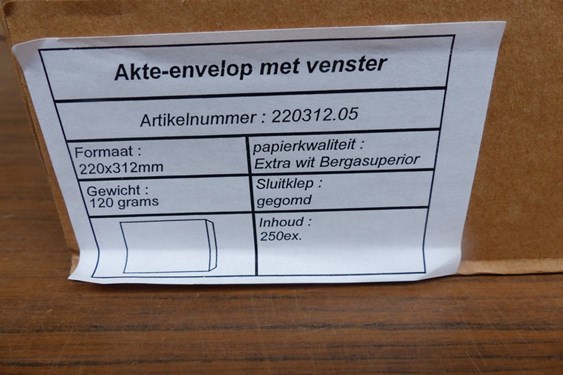 Akte-envelop met venster
Artikelnummer : 220312.05
Formaat :
220x312mm
papierkwaliteit :
Extra wit Bergasuperior
Gewicht :
120 grams
Sluitklep :
gegomd
Inhoud :
250ex.